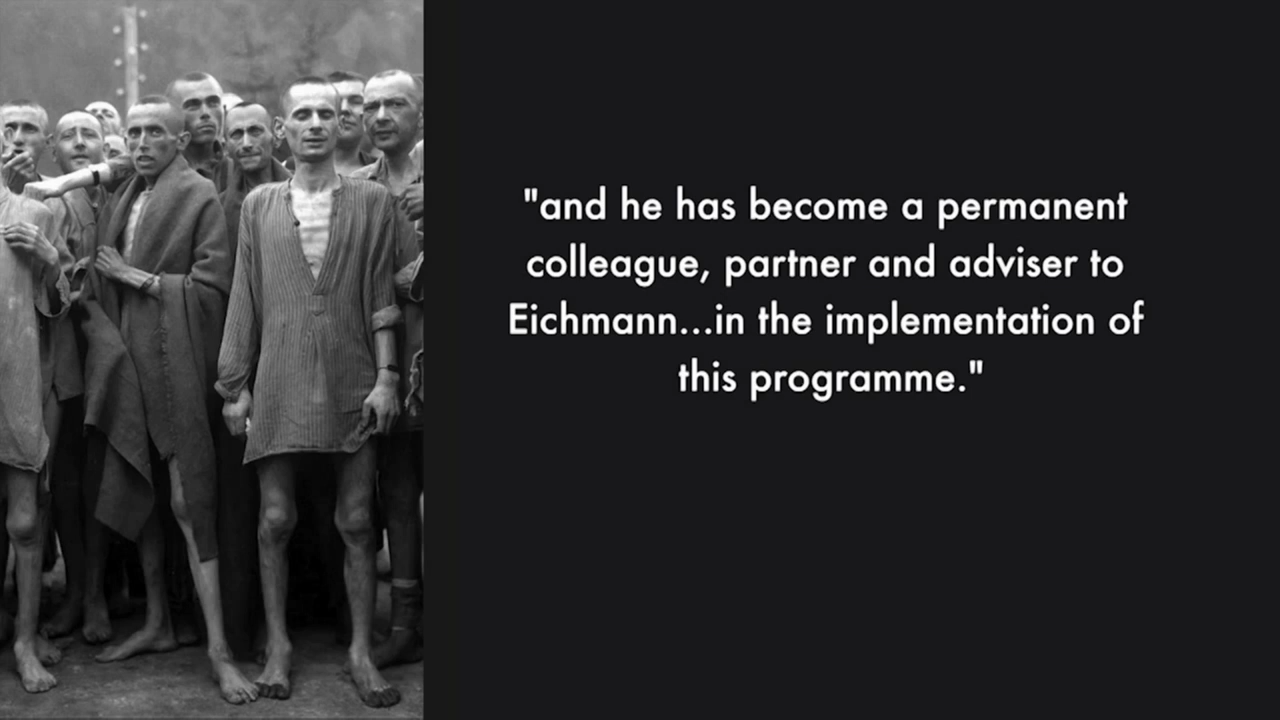 "and he has become a permanent
colleague, partner and adviser to
Eichmann...in the implementation of
this programme."